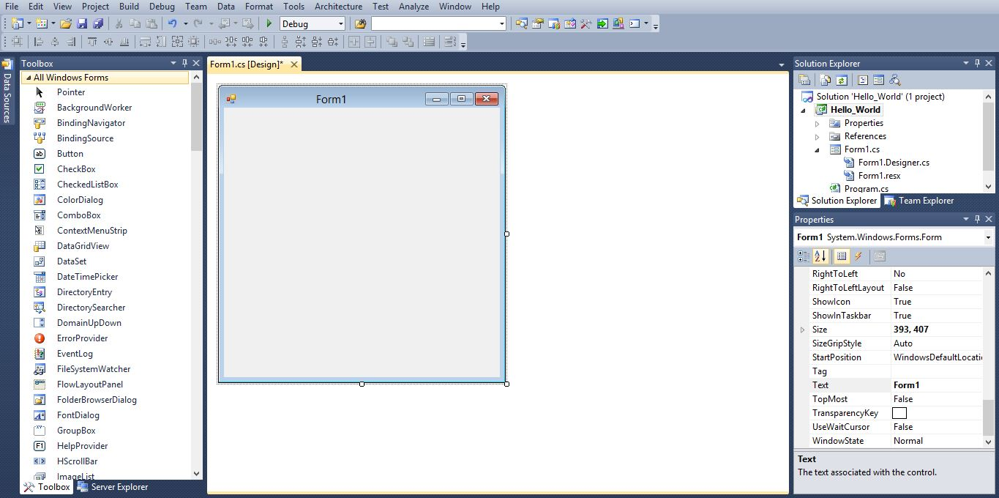 File Edit View Project Build Debug Team Data Format Tools Architecture Test Analyze Window Help
Debug
Data Sources
Toolbox
All Windows Forms
Pointer
BackgroundWorker
BindingNavigator
BindingSource
Button
CheckBox
CheckedListBox
ColorDialog
ComboBox
ContextMenuStrip
DataGridView
DataSet
DateTimePicker
DirectoryEntry
DirectorySearcher
DomainUpDown
ErrorProvider
EventLog
FileSystemWatcher
FlowLayoutPanel
FolderBrowserDialog
FontDialog
GroupBox
HelpProvider
HScrollBar
ImageList
Toolbox Server Explorer
Form1.cs [Design]*
Form1
Solution Explorer
Solution 'Hello_World' (1 project)
Hello_World
Properties
References
Form1.cs
Form1.Designer.cs
Form1.resx
Program.cs
Solution Explorer Team Explorer
Properties
Form1 System.Windows.Forms.Form
RightToLeft No
RightToLeftLayout False
ShowIcon True
ShowInTaskbar True
Size 393, 407
SizeGripStyle Auto
StartPosition WindowsDefaultLocatio
Tag
Text Form1
TopMost False
TransparencyKey
UseWaitCursor False
WindowState Normal
Text
The text associated with the control.